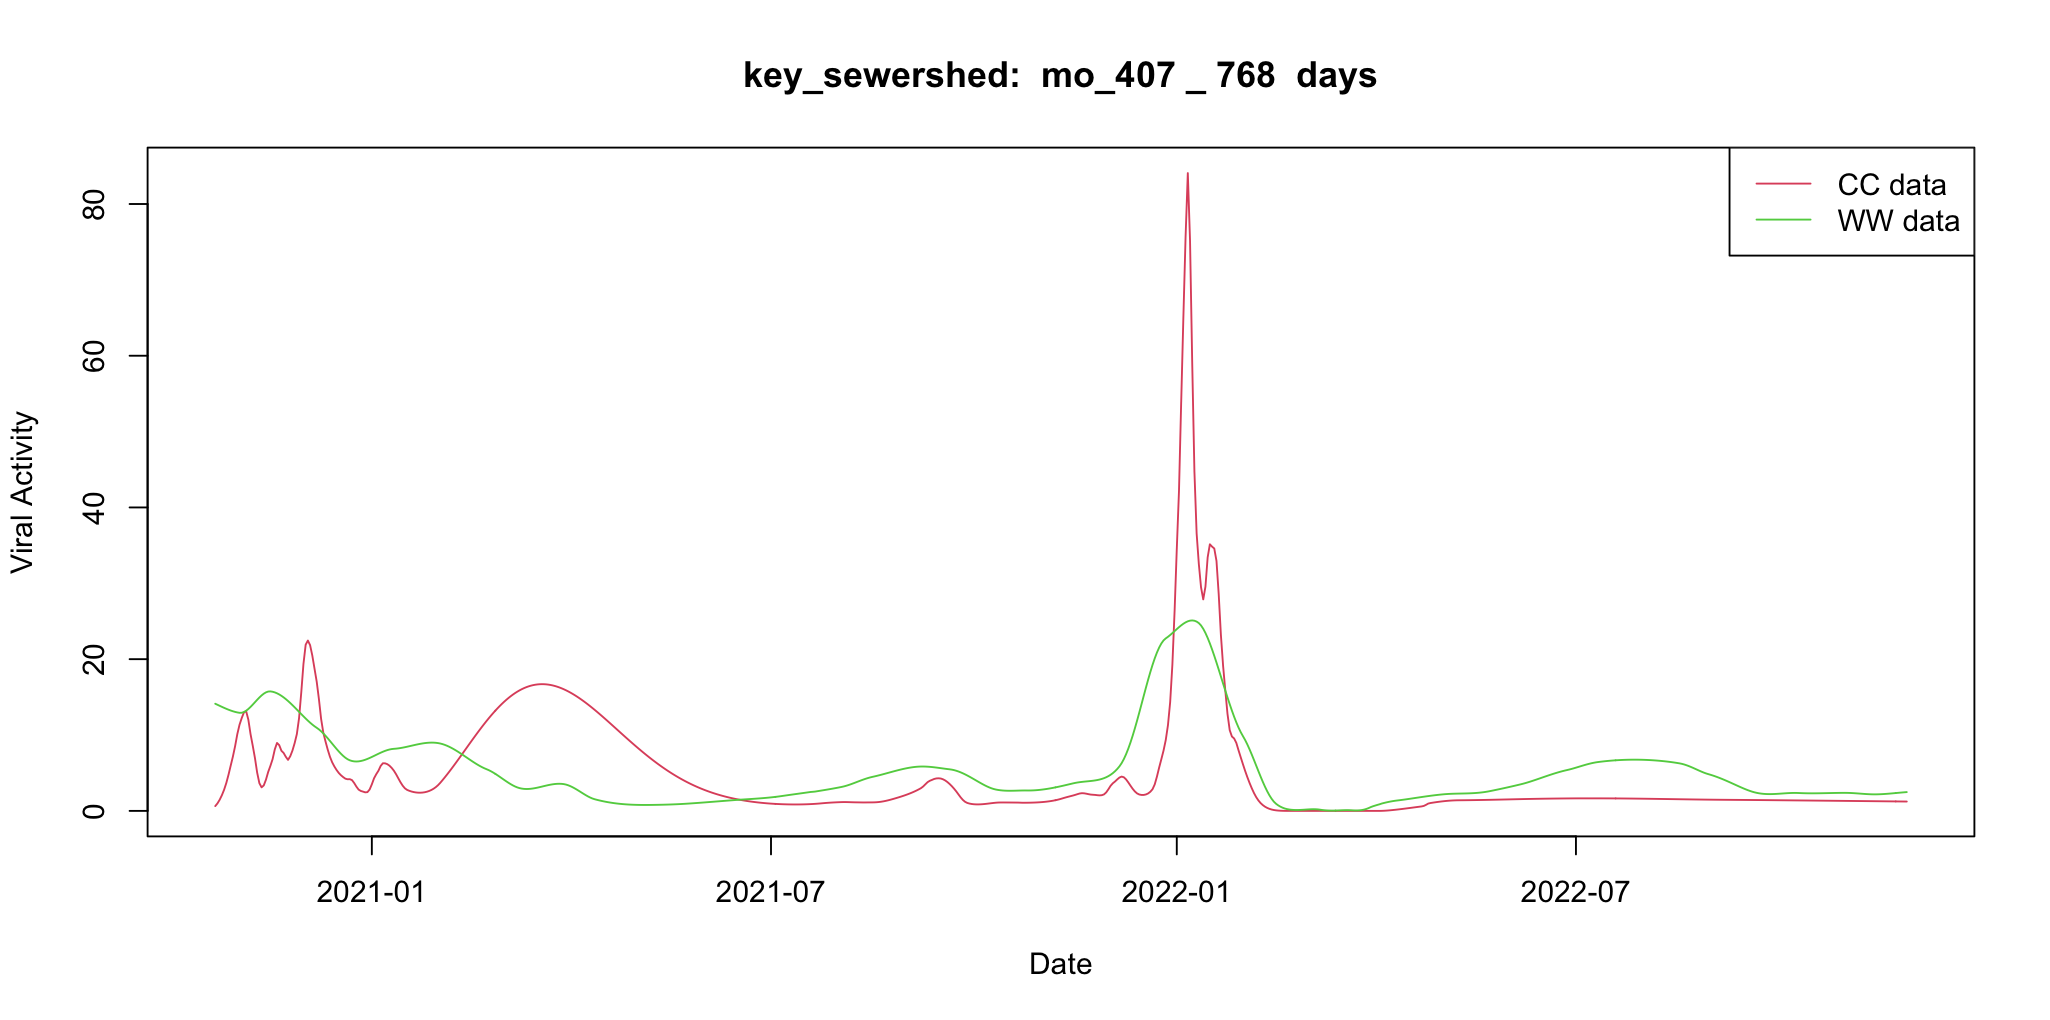 key_sewershed: mo_407 _ 768 days
CC data
WW data
Viral Activity
80
60
40
20
0
2021-01
2021-07
2022-01
2022-07
Date